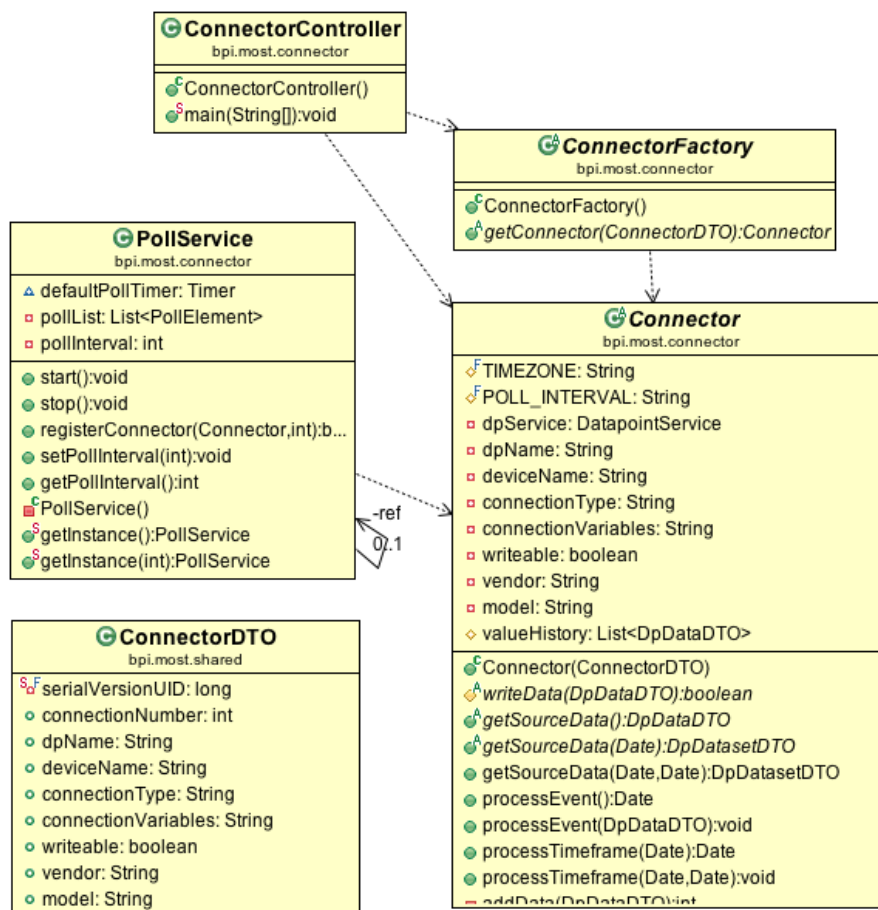 ConnectorController
bpi.most.connector
ConnectorController()
main(String[]):void
ConnectorFactory
bpi.most.connector
ConnectorFactory()
getConnector(ConnectorDTO):Connector
PollService
bpi.most.connector
defaultPollTimer: Timer
pollList: List<PollElement>
pollInterval: int
start():void
stop():void
registerConnector(Connector,int):b...
setPollInterval(int):void
getPollInterval():int
PollService()
getInstance():PollService
getInstance(int):PollService
-ref
0..1
Connector
bpi.most.connector
TIMEZONE: String
POLL_INTERVAL: String
dpService: DatapointService
dpName: String
deviceName: String
connectionType: String
connectionVariables: String
writeable: boolean
vendor: String
model: String
valueHistory: List<DpDataDTO>
Connector(ConnectorDTO)
writeData(DpDataDTO):boolean
getSourceData():DpDataDTO
getSourceData(Date):DpDatasetDTO
getSourceData(Date,Date):DpDatasetDTO
processEvent():Date
processEvent(DpDataDTO):void
processTimeframe(Date):Date
processTimeframe(Date,Date):void
addData(DpDataDTO):int
ConnectorDTO
bpi.most.shared
serialVersionUID: long
connectionNumber: int
dpName: String
deviceName: String
connectionType: String
connectionVariables: String
writeable: boolean
vendor: String
model: String